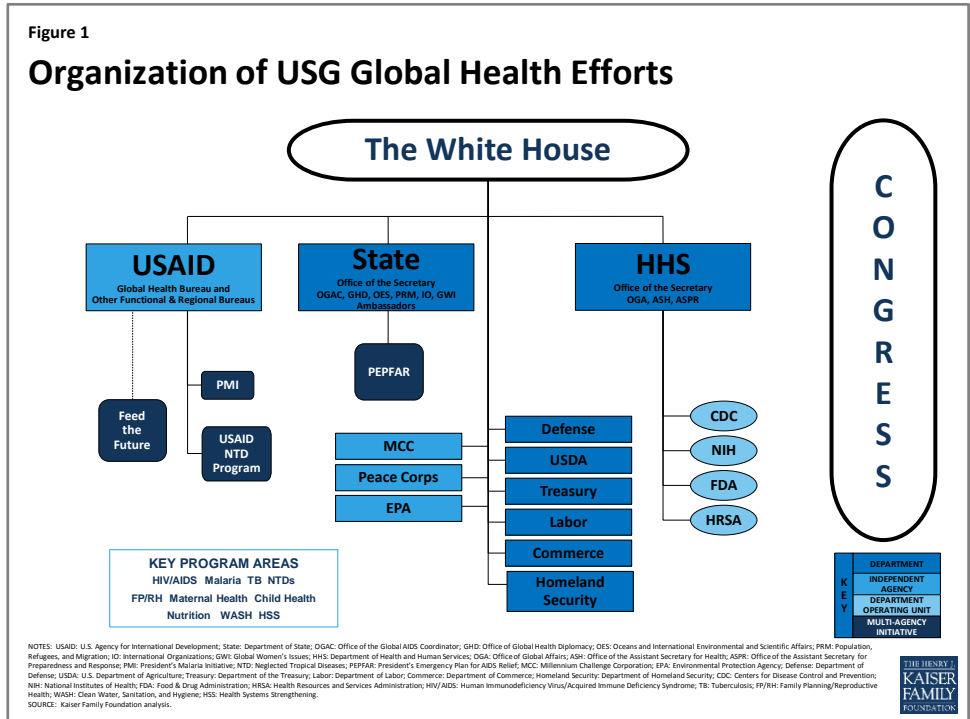 Figure 1
Organization of USG Global Health Efforts
The White House
CONGRESS
USAID
Global Health Bureau and
Other Functional & Regional Bureaus
State
Office of the Secretary
OGAC, GHD, OES, PRM, IO, GWI
Ambassadors
HHS
Office of the Secretary
OGA, ASH, ASPR
PEPFAR
PMI
Feed
the
Future
USAID
NTD
Program
MCC
Peace Corps
EPA
Defense
USDA
Treasury
Labor
Commerce
Homeland
Security
CDC
NIH
FDA
HRSA
KEY PROGRAM AREAS
HIV/AIDS Malaria TB NTDs
FP/RH Maternal Health Child Health
Nutrition WASH HSS
KEY
DEPARTMENT
INDEPENDENT
AGENCY
DEPARTMENT
OPERATING UNIT
MULTI-AGENCY
INITIATIVE
NOTES: USAID: U.S. Agency for International Development; State: Department of State; OGAC: Office of the Global AIDS Coordinator; GHD: Office of Global Health Diplomacy; OES: Oceans and International Environmental and Scientific Affairs; PRM: Population,
Refugees, and Migration; IO: International Organizations; GWI: Global Women's Issues; HHS: Department of Health and Human Services; OGA: Office of Global Affairs; ASH: Office of the Assistant Secretary for Health; ASPR: Office of the Assistant Secretary for
Preparedness and Response; PMI: President's Malaria Initiative; NTD: Neglected Tropical Diseases; PEPFAR: President's Emergency Plan for AIDS Relief; MCC: Millennium Challenge Corporation; EPA: Environmental Protection Agency; Defense: Department of
Defense; USDA: U.S. Department of Agriculture; Treasury: Department of the Treasury; Labor: Department of Labor; Commerce: Department of Commerce; Homeland Security: Department of Homeland Security; CDC: Centers for Disease Control and Prevention;
NIH: National Institutes of Health; FDA: Food & Drug Administration; HRSA: Health Resources and Services Administration; HIV/ AIDS: Human Immunodeficiency Virus/Acquired Immune Deficiency Syndrome; TB: Tuberculosis; FP/RH: Family Planning/Reproductive
Health; WASH: Clean Water, Sanitation, and Hygiene; HSS: Health Systems Strengthening.
SOURCE: Kaiser Family Foundation analysis.
THE HENRY J.
KAISER
FAMILY
FOUNDATION